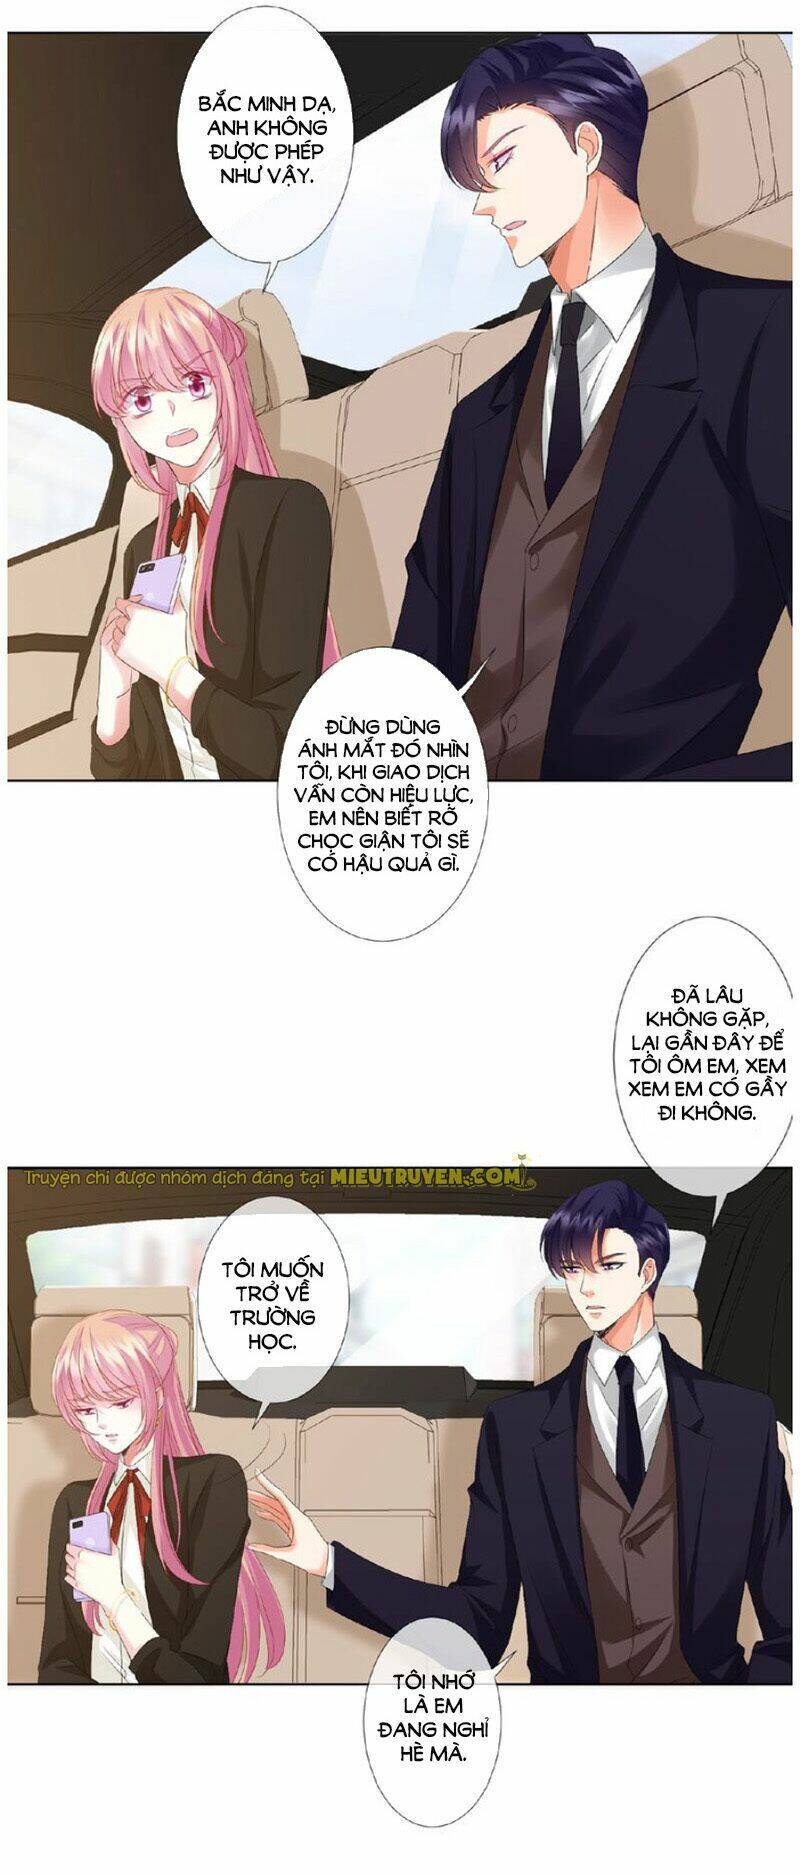 BẮC MINH DẠ,
ANH KHÔNG
ĐƯỢC PHÉP
NHƯ VẬY.
ĐỪNG DÙNG
ÁNH MẮT ĐÓ NHÌN
TÔI, KHI GIAO DỊCH
VẪN CÒN HIỆU LỰC,
EM NÊN BIẾT RÕ
CHỌC GIẬN TÔI SẼ
CÓ HẬU QUẢ GÌ.
ĐÃ LÂU
KHÔNG GẶP,
LẠI GẦN ĐÂY ĐỂ
TÔI ÔM EM, XEM
XEM EM CÓ GẦY
ĐI KHÔNG.
Truyện chỉ được nhóm dịch đăng tại MIEUTRUYEN.COM
TÔI MUỐN
TRỞ VỀ
TRƯỜNG
HỌC.
TÔI NHỚ
LÀ EM
ĐANG NGHỈ
HÈ MÀ.